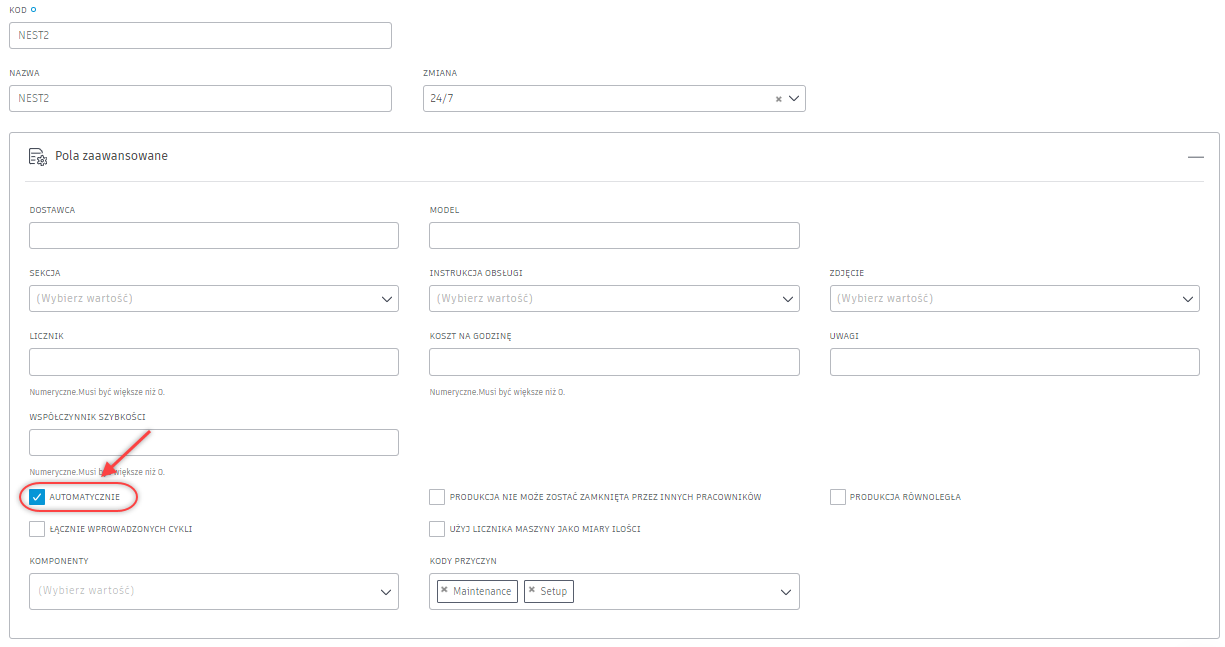 KOD
NEST2
NAZWA
ZMIANA
NEST2
24/7
Pola zaawansowane
DOSTAWCA
MODEL
SEKCJA
INSTRUKCJA OBSŁUGI
ZDJĘCIE
(Wybierz wartość)
(Wybierz wartość)
(Wybierz wartość)
LICZNIK
KOSZT NA GODZINĘ
UWAGI
Numeryczne.Musi być większe niż 0.
Numeryczne.Musi być większe niż 0.
WSPÓŁCZYNNIK SZYBKOŚCI
Numeryczne.Musi być większe niż 0.
AUTOMATYCZNIE
PRODUKCJA NIE MOŻE ZOSTAĆ ZAMKNIĘTA PRZEZ INNYCH PRACOWNIKÓW
PRODUKCJA RÓWNOLEGŁA
ŁĄCZNIE WPROWADZONYCH CYKLI
UŻYJ LICZNIKA MASZYNY JAKO MIARY ILOŚCI
KOMPONENTY
KODY PRZYCZYN
(Wybierz wartość)
Maintenance
Setup